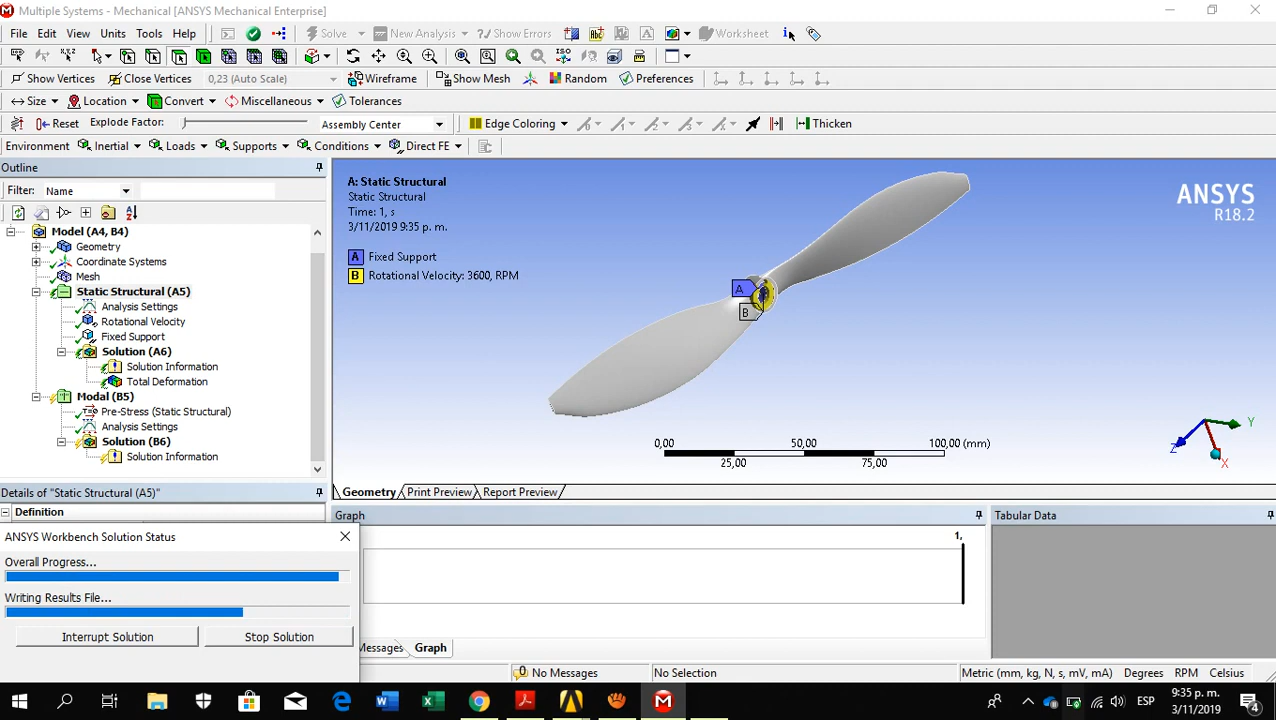 Multiple Systems - Mechanical [ANSYS Mechanical Enterprise]
File Edit View Units Tools Help Solve New Analysis Show Errors Worksheet
Show Vertices Close Vertices 0,23 (Auto Scale) Wireframe Show Mesh Random Preferences
Size Location Convert Miscellaneous Tolerances
Reset Explode Factor: Assembly Center Edge Coloring Thicken
Environment Inertial Loads Supports Conditions Direct FE
Outline
Filter: Name
Model (A4, B4)
Geometry
Coordinate Systems
Mesh
Static Structural (A5)
Analysis Settings
Rotational Velocity
Fixed Support
Solution (A6)
Solution Information
Total Deformation
Modal (B5)
Pre-Stress (Static Structural)
Analysis Settings
Solution (B6)
Solution Information
Details of "Static Structural (A5)"
Definition
ANSYS Workbench Solution Status
Overall Progress...
Writing Results File...
Interrupt Solution Stop Solution
A: Static Structural
Static Structural
Time: 1, s
3/11/2019 9:35 p. m.
A Fixed Support
B Rotational Velocity: 3600, RPM
ANSYS
R18.2
A
B
0,00 50,00 100,00 (mm)
25,00 75,00
Y
Z
X
Geometry Print Preview Report Preview
Graph
1,
Tabular Data
Messages Graph
No Messages No Selection Metric (mm, kg, N, s, mV, mA) Degrees RPM Celsius
ESP
9:35 p. m.
3/11/2019
4